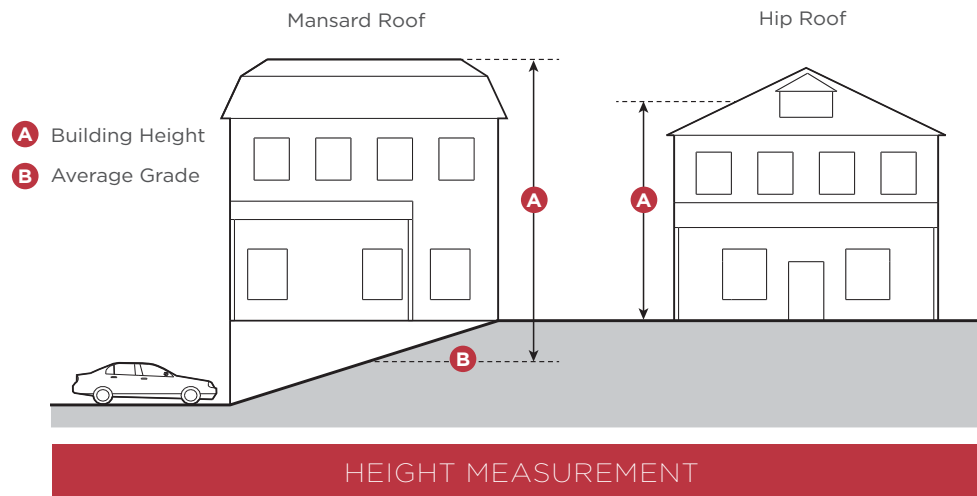 Mansard Roof
Hip Roof
A Building Height
B Average Grade
A
A
B
HEIGHT MEASUREMENT